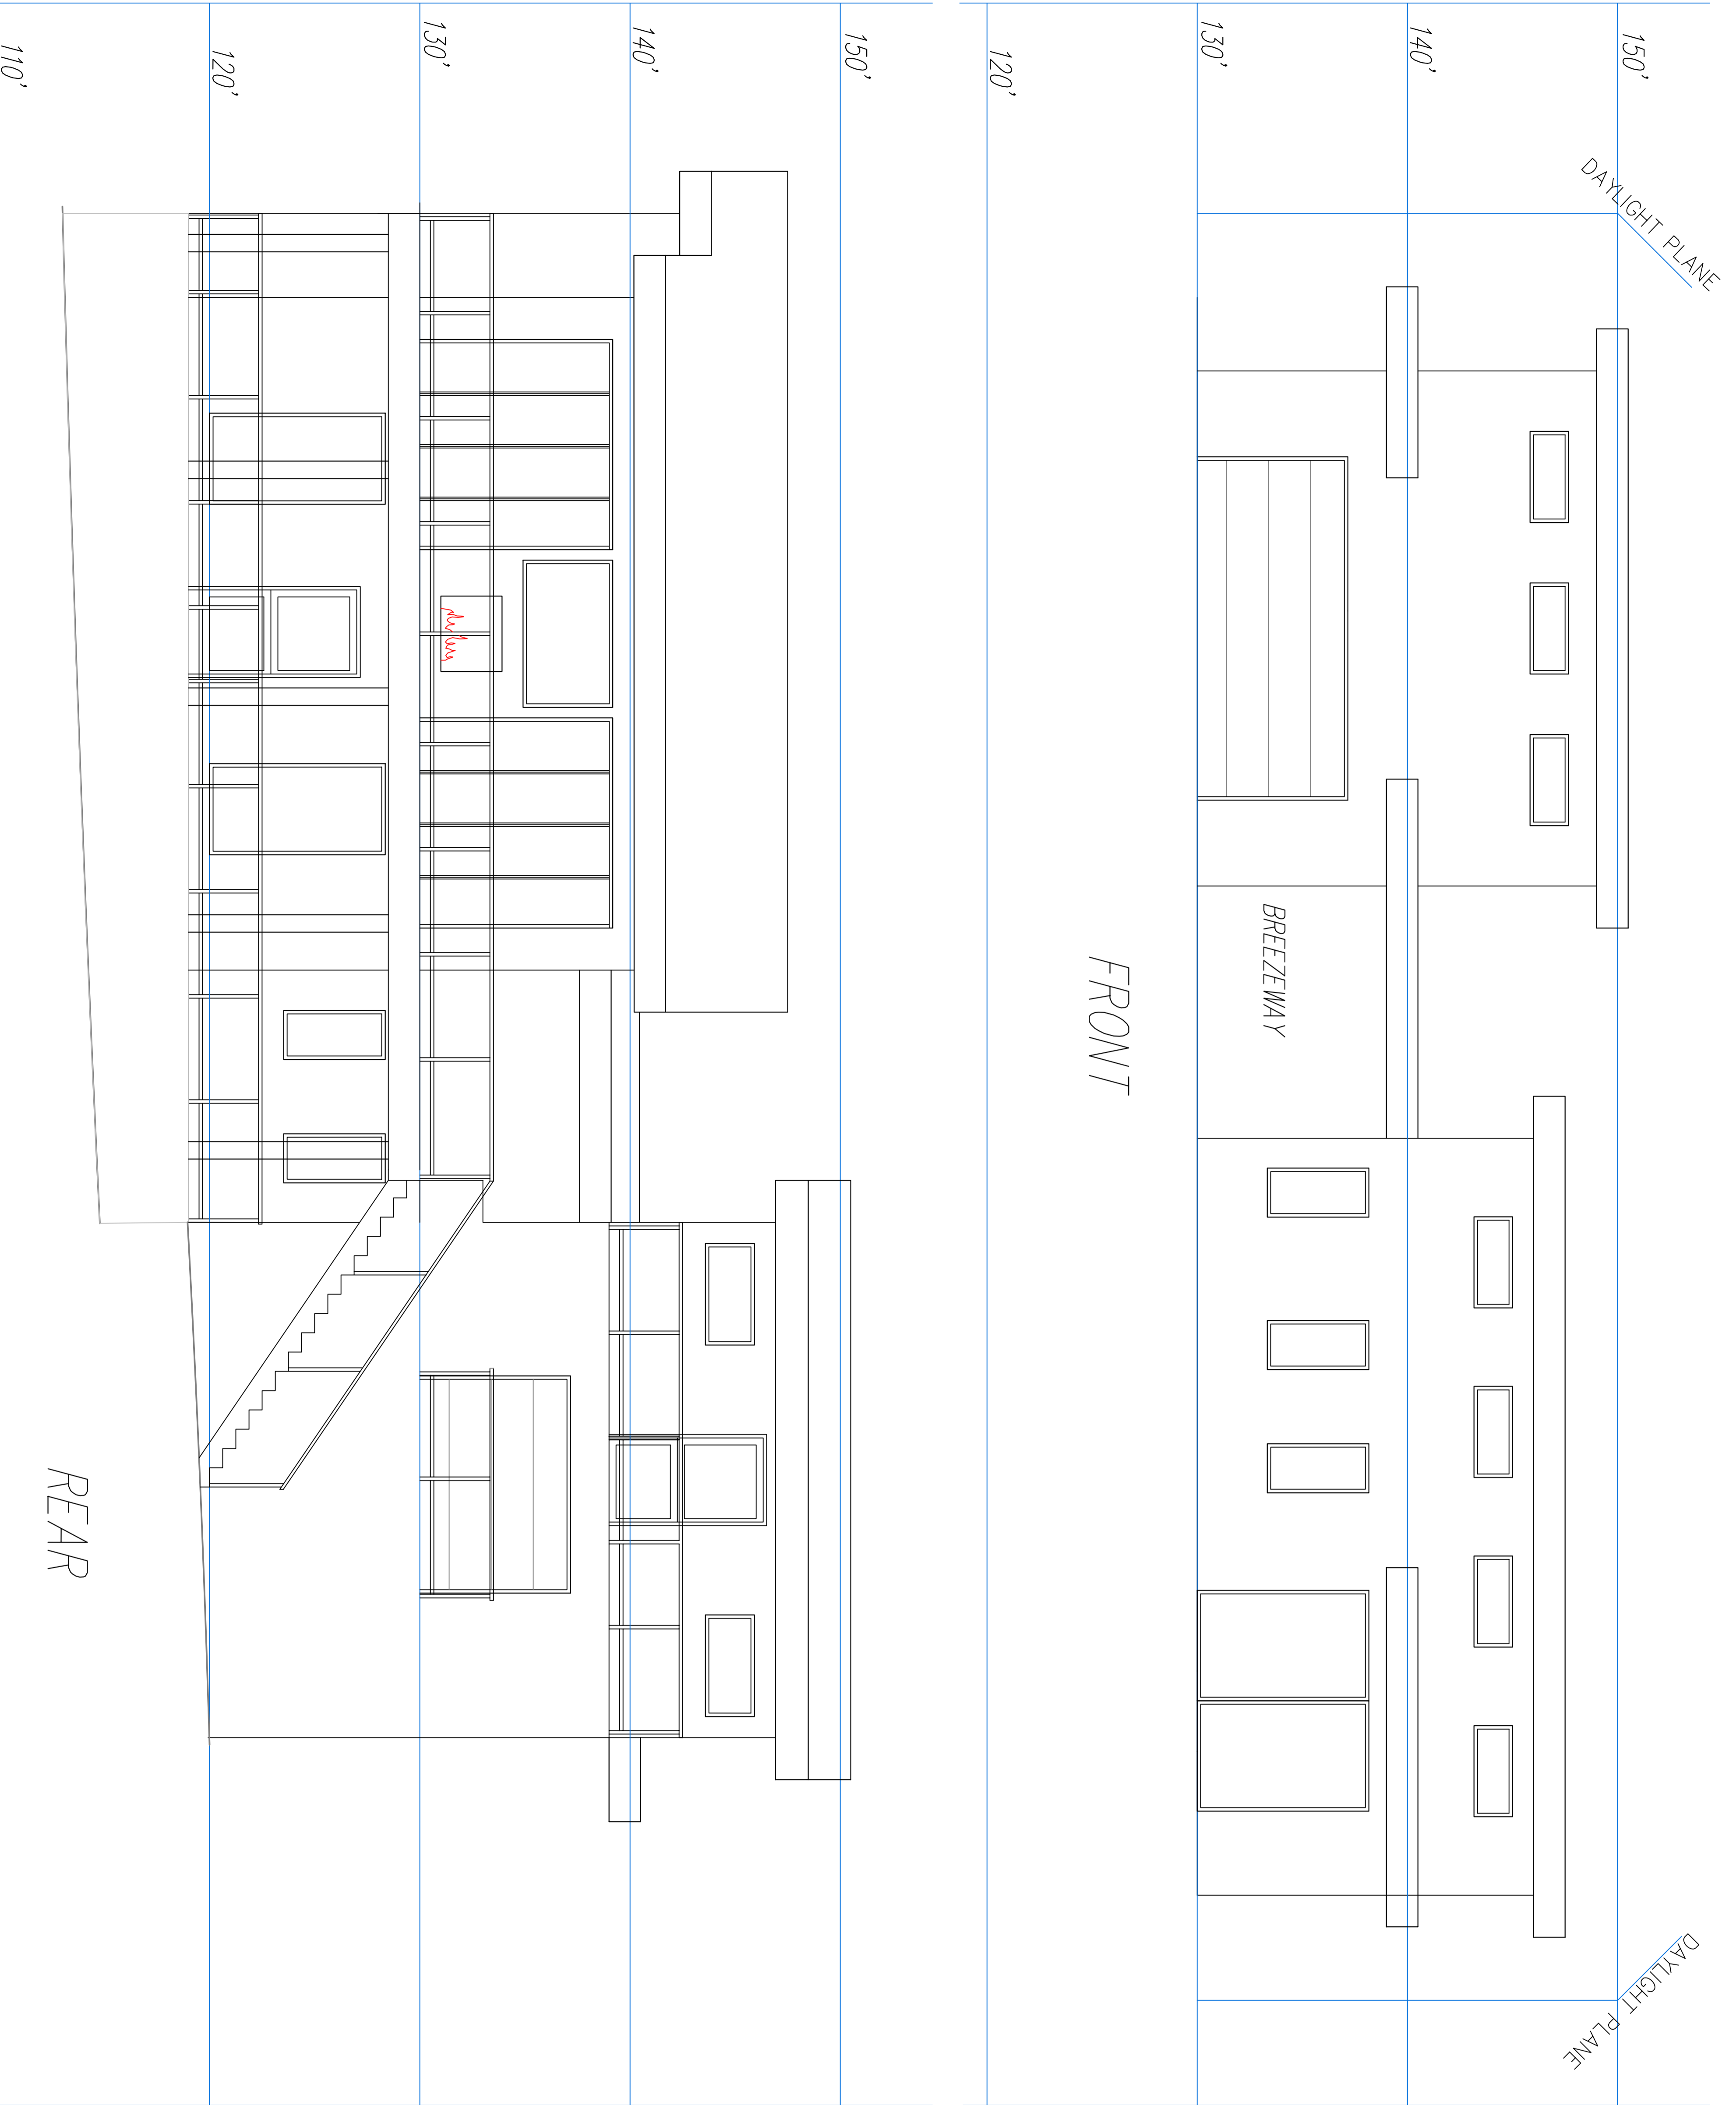 DAYLIGHT PLANE
DAYLIGHT PLANE
150'
140'
130'
120'
BREEZEWAY
FRONT
150'
140'
130'
120'
110'
REAR